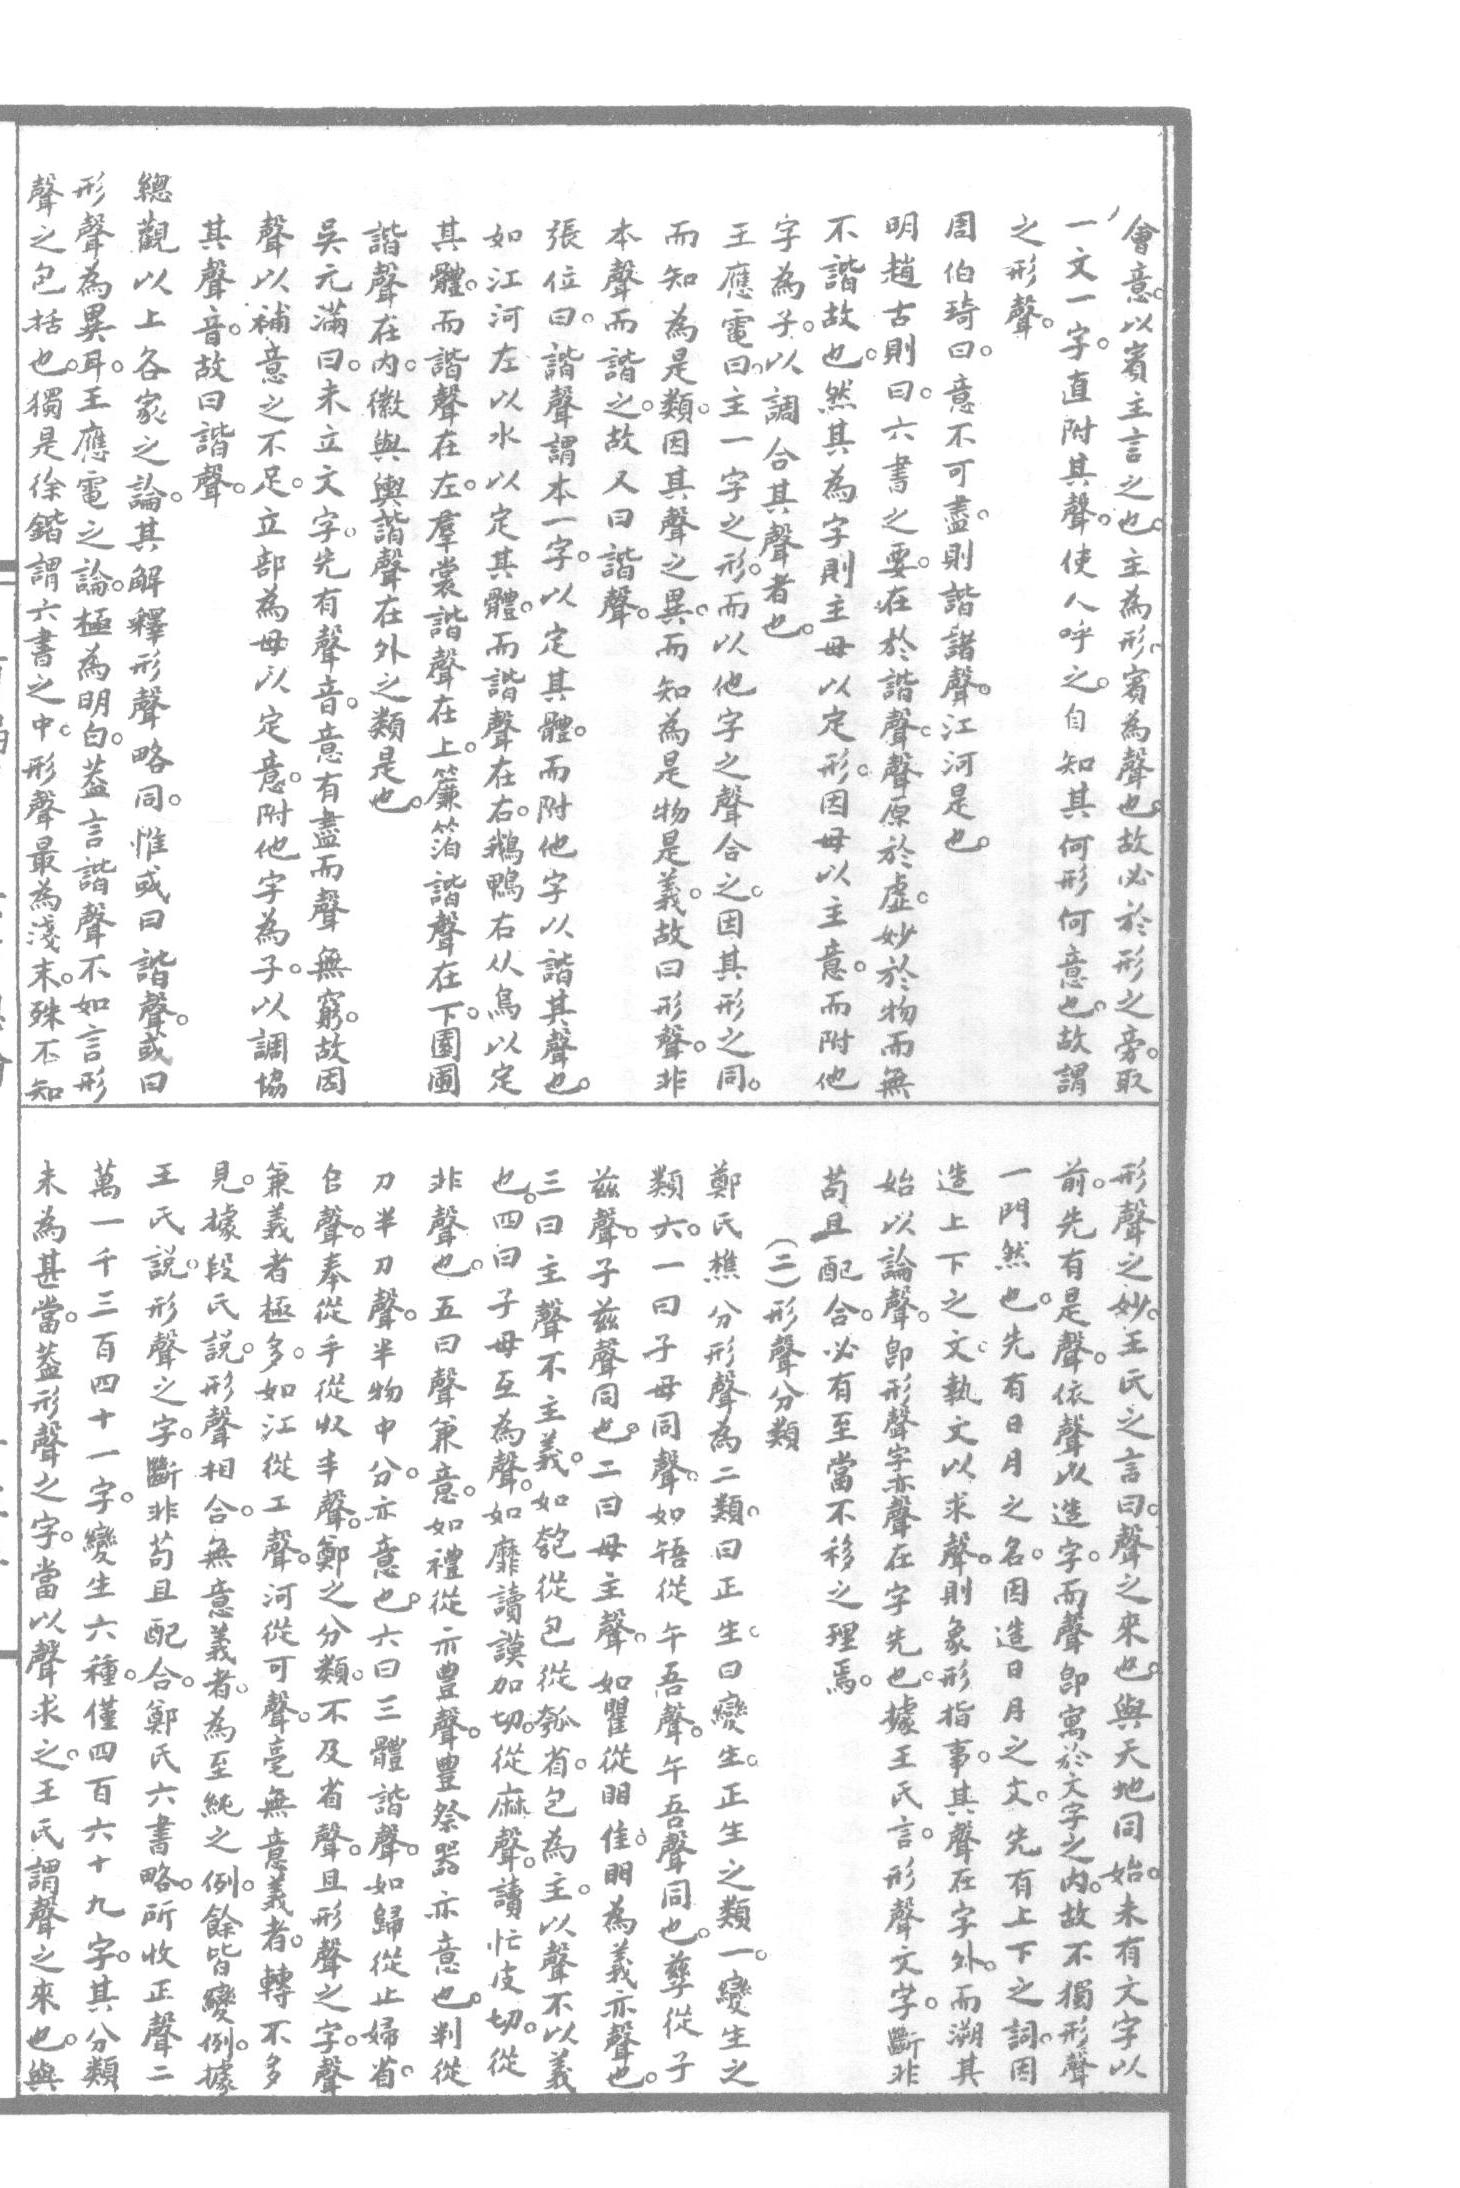 會意。以賓主言之也。主為形。賓為聲也。故必於形之旁。取
一文一字。直附其聲。使人呼之。自知其何形何意也。故謂
之形聲。
周伯琦曰。意不可盡。則諧諸聲。江河是也。
明趙古則曰。六書之要。在於諧聲。聲原於虛。妙於物而無
不諧故也。然其為字則主母以定形。因母以主意。而附他
字為子。以調合其聲者也。
王應電曰。主一字之形。而以他字之聲合之。因其形之同。
而知為是類。因其聲之異。而知為是物是義。故曰形聲。非
本聲而諧之。故又曰諧聲。
張位曰。諧聲謂本一字。以定其體。而附他字以諧其聲也。
如江河左以水以定其體。而諧聲在右。鵝鴨右从鳥以定
其體。而諧聲在左。羣裳諧聲在上。簾箔諧聲在下。園圃
諧聲在內。徽與輿諧聲在外之類是也。
吳元滿曰。未立文字。先有聲音。意有盡而聲無窮。故因
聲以補意之不足。立部為母以定意。附他字為子。以調協
其聲音。故曰諧聲。
總觀以上各家之論。其解釋形聲略同。惟或曰諧聲。或曰
形聲為異耳。王應電之論。極為明白。蓋言諧聲不如言形
聲之包括也。獨是徐鍇謂六書之中。形聲最為淺末。殊不知
形聲之妙。王氏之言曰。聲之來也。與天地同始。未有文字以
前。先有是聲。依聲以造字。而聲即寓於文字之內。故不獨形聲
一門然也。先有日月之名。因造日月之文。先有上下之詞。因
造上下之文。執文以求聲。則象形指事。其聲在字外。而溯其
始以論聲。即形聲字亦聲在字先也。據王氏言。形聲文字。斷非
苟且配合。必有至當不移之理焉。
(二)形聲分類
鄭氏樵分形聲為二類。曰正生。曰變生。正生之類一。變生之
類六。一曰子母同聲。如䎸從午吾聲。午吾聲同也。孳從子
茲聲。子茲聲同也。二曰母主聲。如瞿從䀠隹。䀠為義亦聲也。
三曰主聲不主義。如匏從包從瓠省。包為主。以聲不以義
也。四曰子母互為聲。如靡讀謨加切。從麻聲。讀忙皮切。從
非聲也。五曰聲兼意。如禮從示豊聲。豊祭器亦意也。判從
刀半刀聲。半物中分。亦意也。六曰三體諧聲。如歸從止婦省。
𠂤聲。奉從手從収丰聲。鄭之分類。不及省聲。且形聲之字。聲
兼義者極多。如江從工聲。河從可聲。毫無意義者。轉不多
見。據段氏說。形聲相合。無意義者。為至純之例。餘皆變例。據
王氏說。形聲之字。斷非苟且配合。鄭氏六書略。所收正聲二
萬一千三百四十一字。變生六種。僅四百六十九字。其分類
未為甚當。蓋形聲之字。當以聲求之。王氏謂聲之來也。與